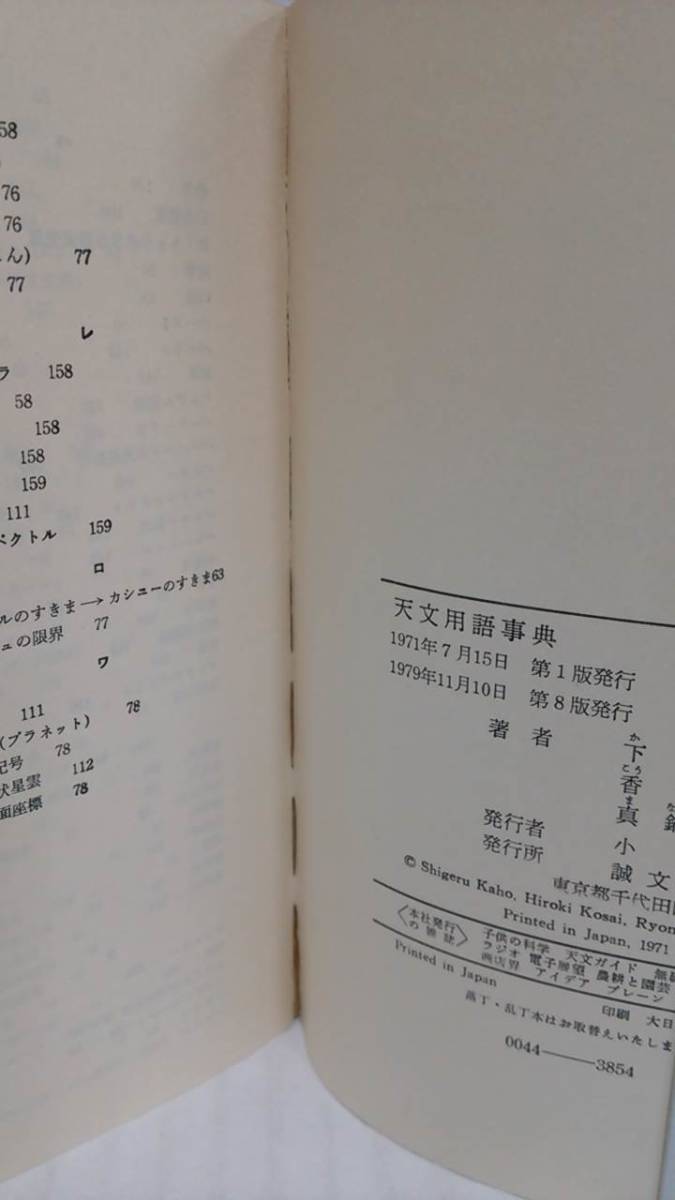 58
76
76
ん) 77
77
レ
ラ 158
58
158
158
159
111
ペクトル 159
ロ
ルのすきま→カシニーのすきま63
ュの限界 77
ワ
111
(プラネット) 78
記号 78
状星雲 112
面座標 78
天文用語事典
1971年7月15日 第1版発行
1979年11月10日 第8版発行
著者 下
か
香
こう
真
ま
な
発行者 小
発行所 誠文
東京都千代田
© Shigeru Kaho, Hiroki Kosai, Ryon
Printed in Japan, 1971
〈本社発行の雑誌〉
子供の科学 天文ガイド 無
ラジオ 電子展望 農耕と園芸
商店界 アイデア ブレーン
Printed in Japan
印刷 大日
落丁・乱丁本はお取替えいたしま
0044――3854